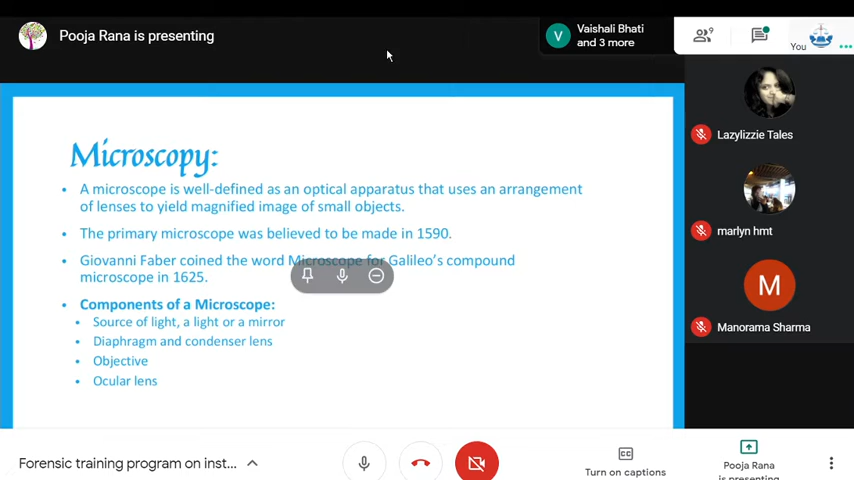 Pooja Rana is presenting
V
Vaishali Bhati
and 3 more
9
You
Microscopy:
• A microscope is well-defined as an optical apparatus that uses an arrangement
of lenses to yield magnified image of small objects.
• The primary microscope was believed to be made in 1590.
• Giovanni Faber coined the word Microscope for Galileo's compound
microscope in 1625.
• Components of a Microscope:
• Source of light, a light or a mirror
• Diaphragm and condenser lens
• Objective
• Ocular lens
Lazylizzie Tales
marlyn hmt
M
Manorama Sharma
Forensic training program on inst...
Turn on captions
Pooja Rana
is presenting